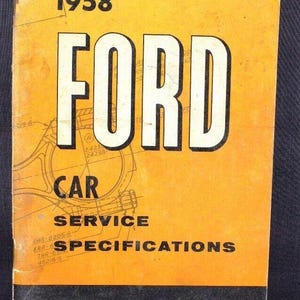 1958
FORD
CAR
SERVICE
SPECIFICATIONS